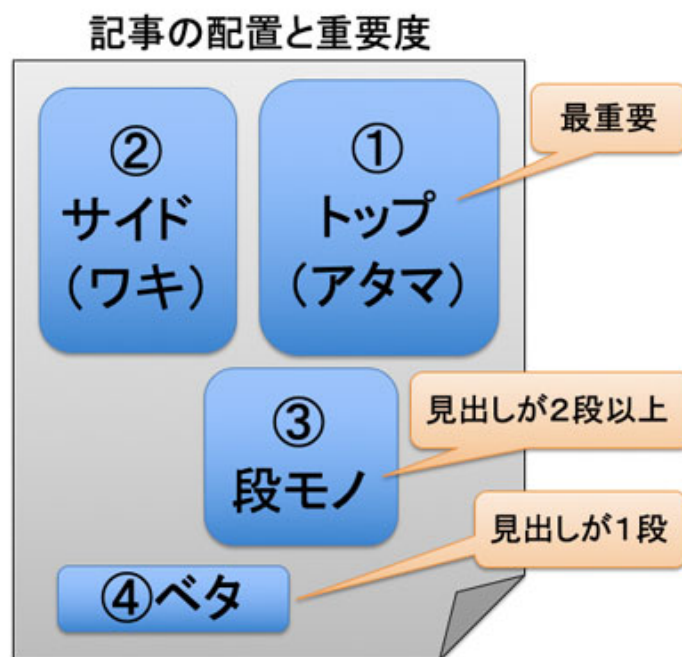 記事の配置と重要度
①
トップ
（アタマ）
最重要
②
サイド
（ワキ）
③
段モノ
見出しが２段以上
④ベタ
見出しが１段